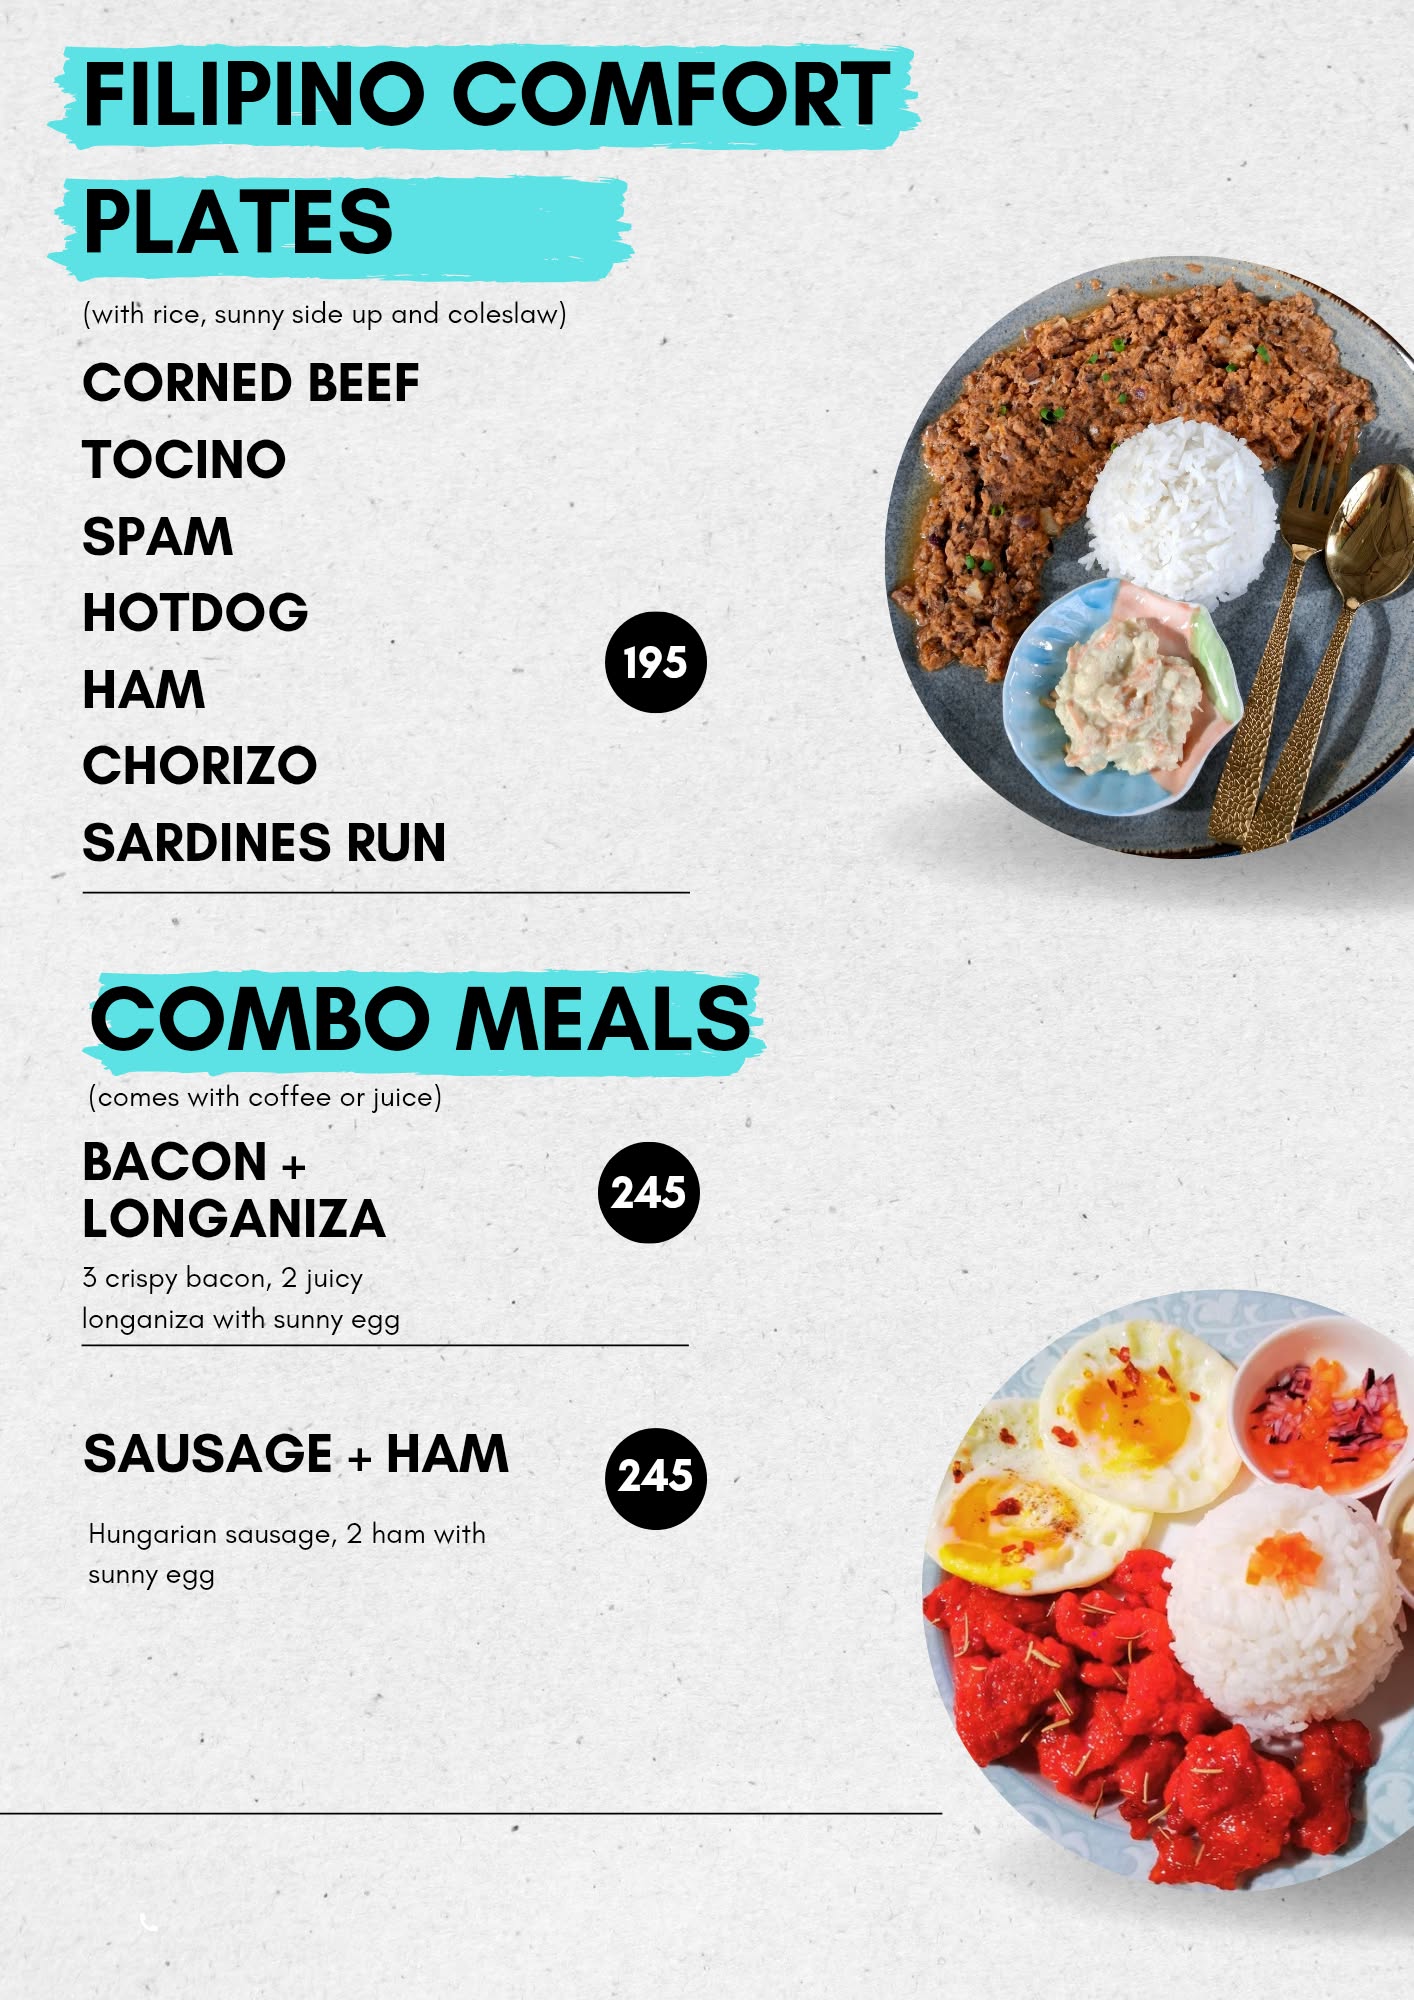 FILIPINO COMFORT
PLATES
(with rice, sunny side up and coleslaw)
CORNED BEEF
TOCINO
SPAM
HOTDOG
HAM
CHORIZO
SARDINES RUN
195
COMBO MEALS
(comes with coffee or juice)
BACON +
LONGANIZA
245
3 crispy bacon, 2 juicy
longaniza with sunny egg
SAUSAGE + HAM
245
Hungarian sausage, 2 ham with
sunny egg